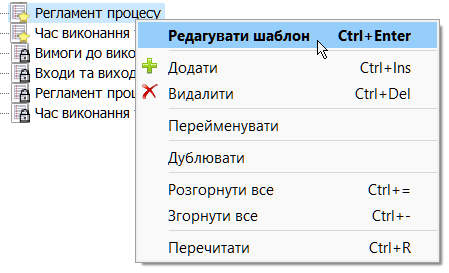 Регламент процесу
Час виконання
Редагувати шаблон Ctrl+Enter
Вимоги до вико
Додати Ctrl+Ins
Входи та виход
Видалити Ctrl+Del
Регламент проц
Час виконання
Перейменувати
Дублювати
Розгорнути все Ctrl+=
Згорнути все Ctrl+-
Перечитати Ctrl+R